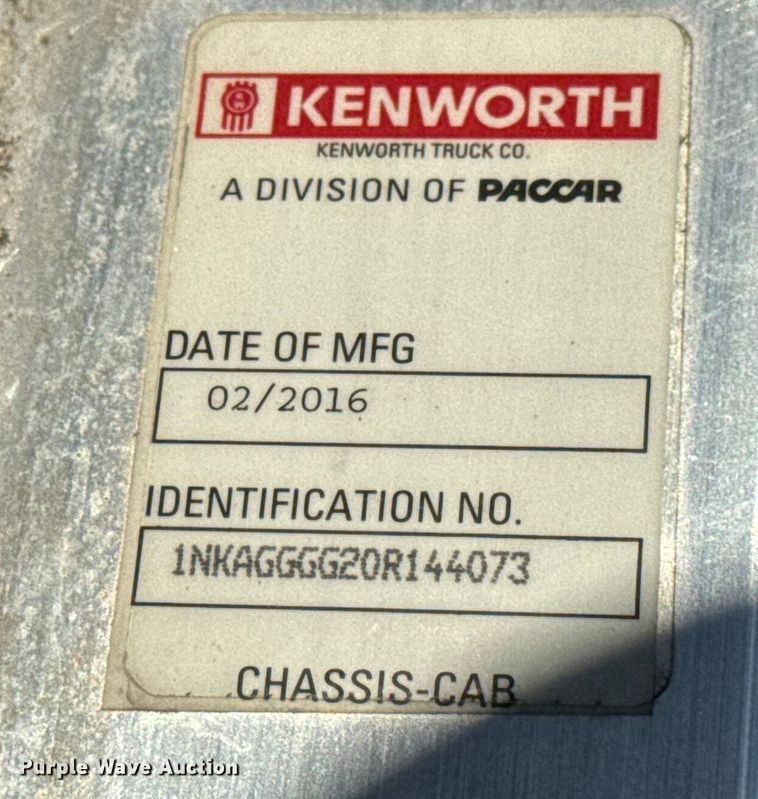 KENWORTH
KENWORTH TRUCK CO.
A DIVISION OF PACCAR
DATE OF MFG
02/2016
IDENTIFICATION NO.
1NKAGGGG20R144073
CHASSIS-CAB
Purple Wave Auction